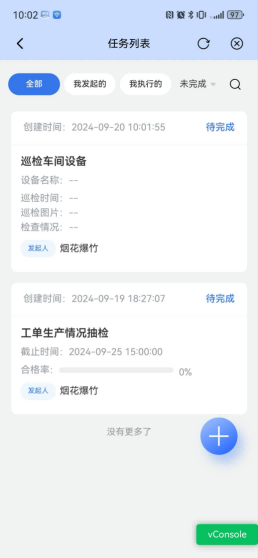 10:02 97
任务列表
全部 我发起的 我执行的 未完成
创建时间：2024-09-20 10:01:55 待完成
巡检车间设备
设备名称：--
巡检时间：--
巡检图片：--
检查情况：--
发起人 烟花爆竹
创建时间：2024-09-19 18:27:07 待完成
工单生产情况抽检
截止时间：2024-09-25 15:00:00
合格率： 0%
发起人 烟花爆竹
没有更多了
vConsole